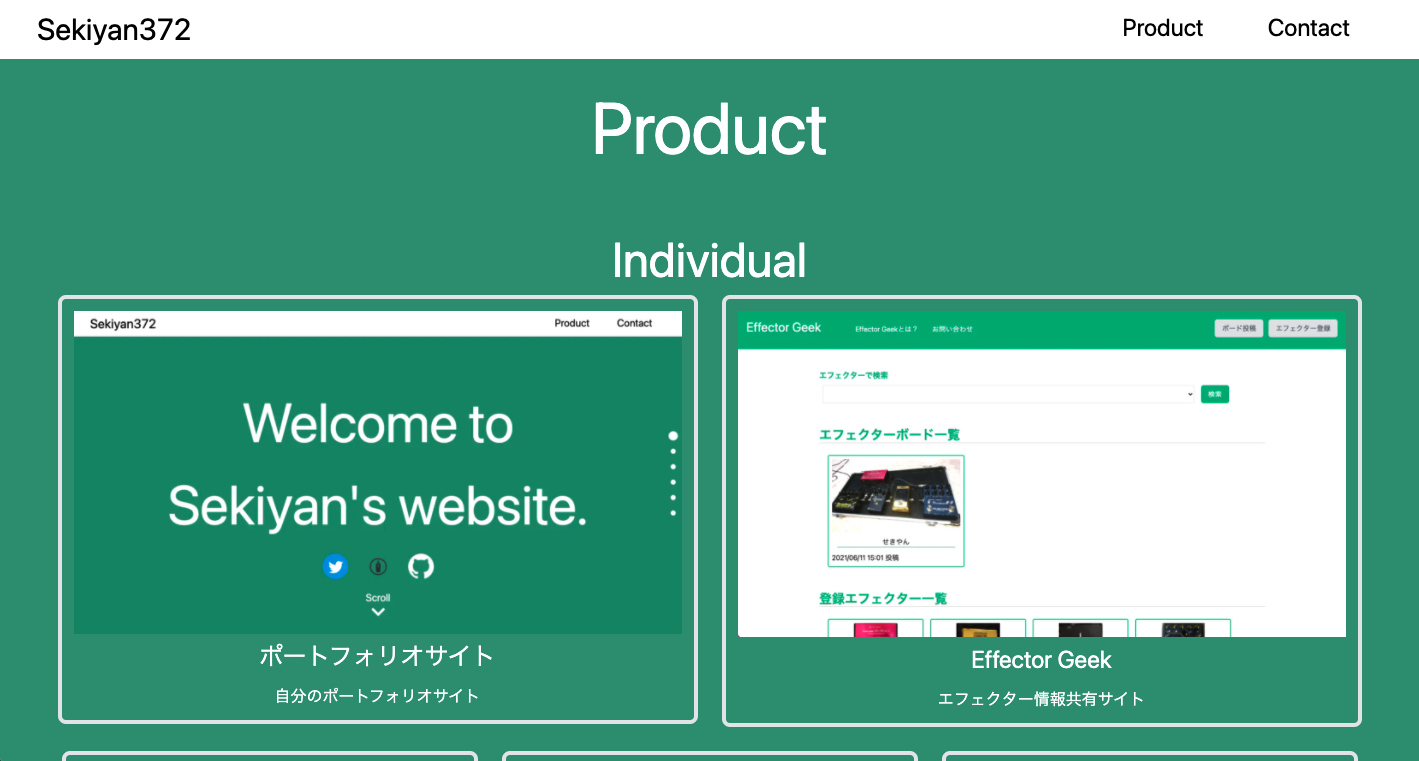 Sekiyan372
Product
Contact
Product
Individual
Sekiyan372
Product
Contact
Welcome to
Sekiyan's website.
Scroll
ポートフォリオサイト
自分のポートフォリオサイト
Effector Geek
Effector Geekとは？
お問い合わせ
ボード投稿
エフェクター登録
エフェクターで検索
検索
エフェクターボード一覧
せきやん
2021/06/11 15:01 投稿
登録エフェクター一覧
Effector Geek
エフェクター情報共有サイト